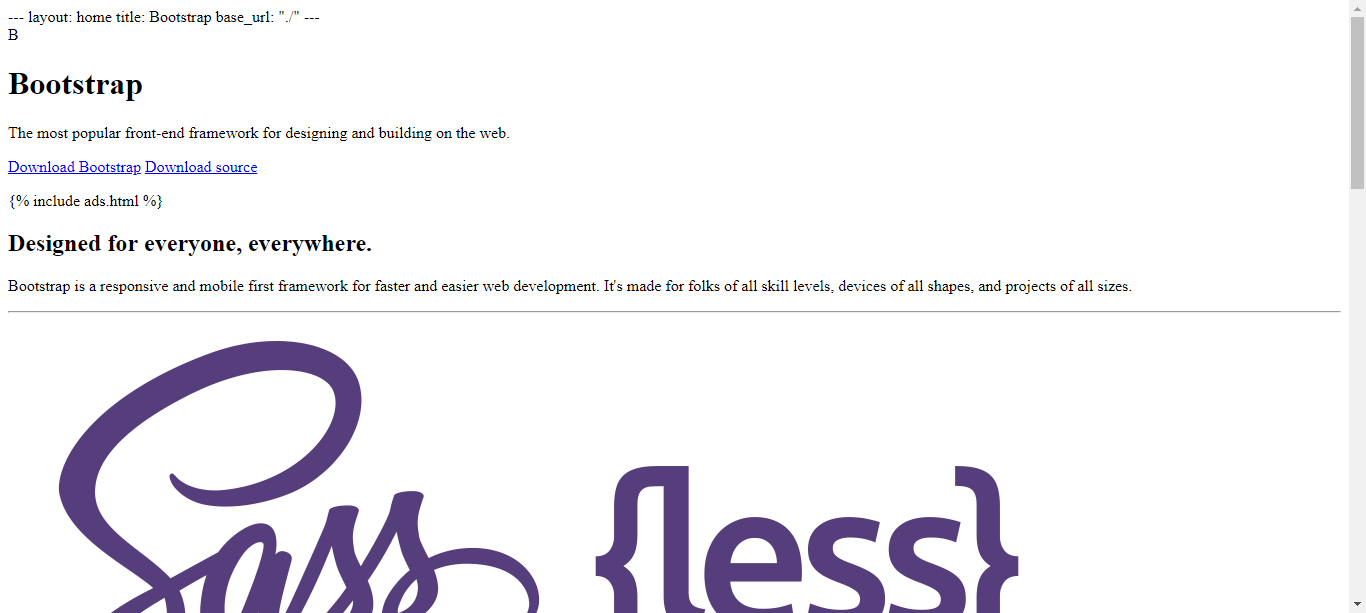 --- layout: home title: Bootstrap base_url: "./" ---
B
Bootstrap
The most popular front-end framework for designing and building on the web.
Download Bootstrap Download source
{% include ads.html %}
Designed for everyone, everywhere.
Bootstrap is a responsive and mobile first framework for faster and easier web development. It's made for folks of all skill levels, devices of all shapes, and projects of all sizes.
Sass {less}